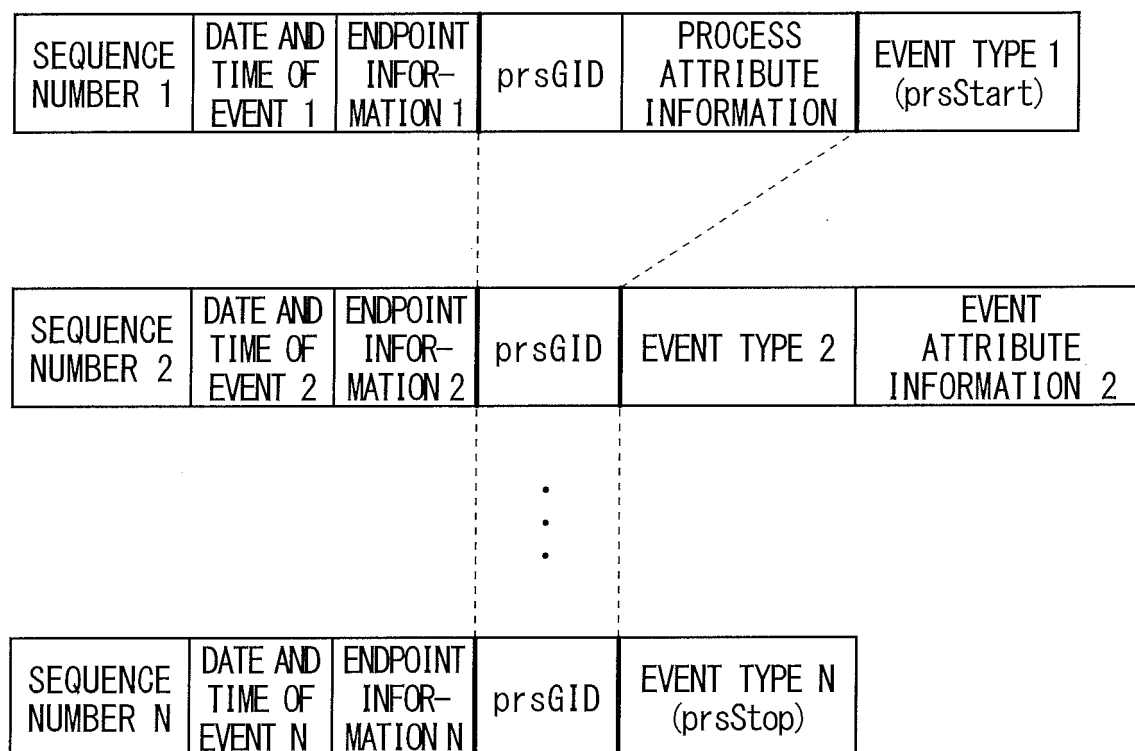 SEQUENCE
NUMBER 1
DATE AND
TIME OF
EVENT 1
ENDPOINT
INFOR-
MATION 1
prsGID
PROCESS
ATTRIBUTE
INFORMATION
EVENT TYPE 1
(prsStart)
SEQUENCE
NUMBER 2
DATE AND
TIME OF
EVENT 2
ENDPOINT
INFOR-
MATION 2
prsGID
EVENT TYPE 2
EVENT
ATTRIBUTE
INFORMATION 2
SEQUENCE
NUMBER N
DATE AND
TIME OF
EVENT N
ENDPOINT
INFOR-
MATION N
prsGID
EVENT TYPE N
(prsStop)